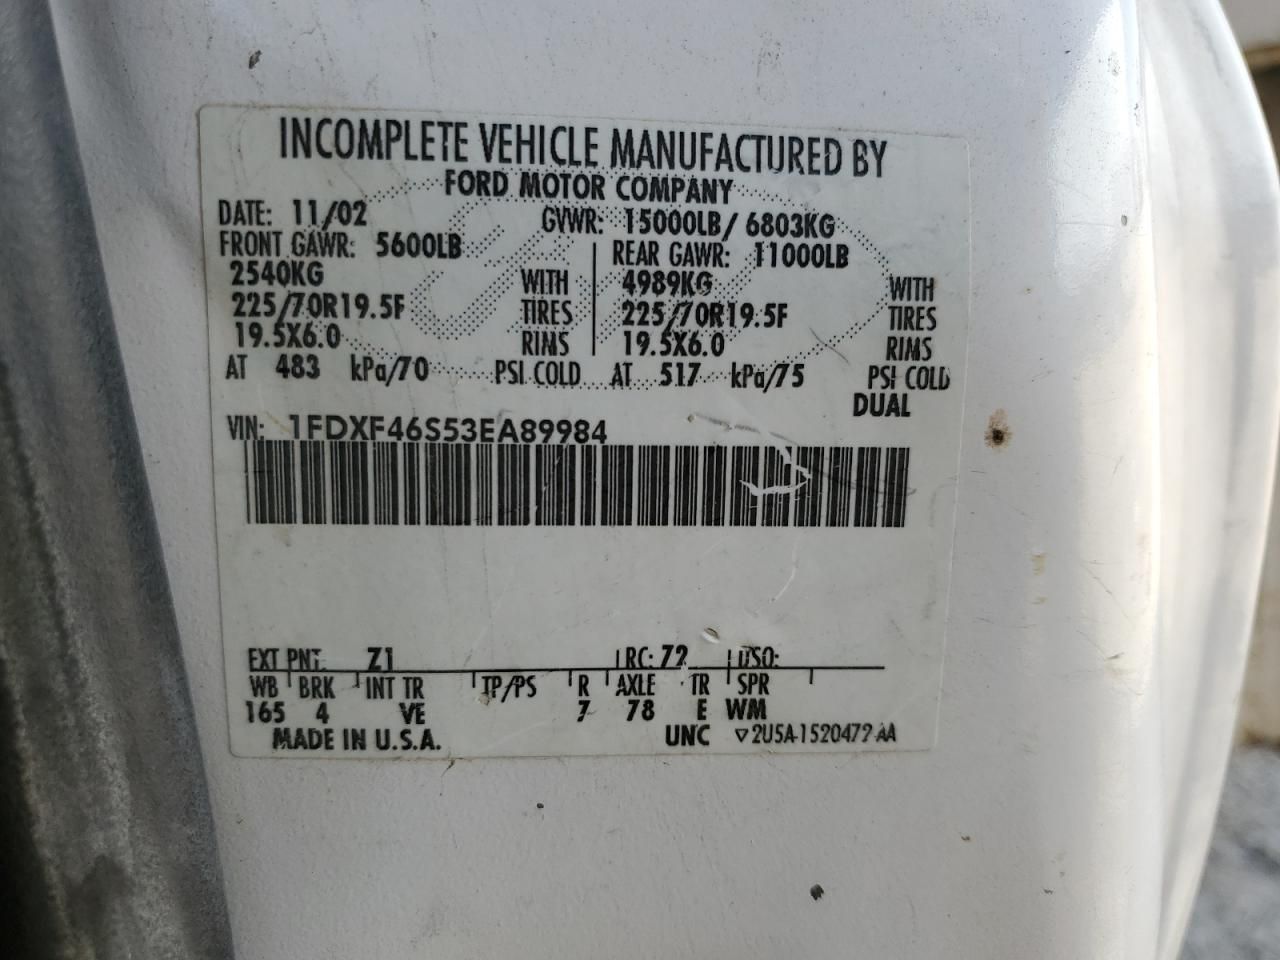 INCOMPLETE VEHICLE MANUFACTURED BY
FORD MOTOR COMPANY
DATE: 11/02 GVWR: 15000LB/ 6803KG
FRONT GAWR: 5600LB REAR GAWR: 11000LB
2540KG WITH 4989KG WITH
225/70R19.5F TIRES 225/70R19.5F TIRES
19.5X6.0 RIMS 19.5X6.0 RIMS
AT 483 kPa/70 PSI COLD AT 517 kPa/75 PSI COLD
DUAL
VIN: 1FDXF46S53EA89984
EXT PNT: Z1 RC: 72 DSO:
WB BRK INT TR TP/PS R AXLE TR SPR
165 4 VE 7 78 E WM
MADE IN U.S.A. UNC ▽2U5A-1520472-AA